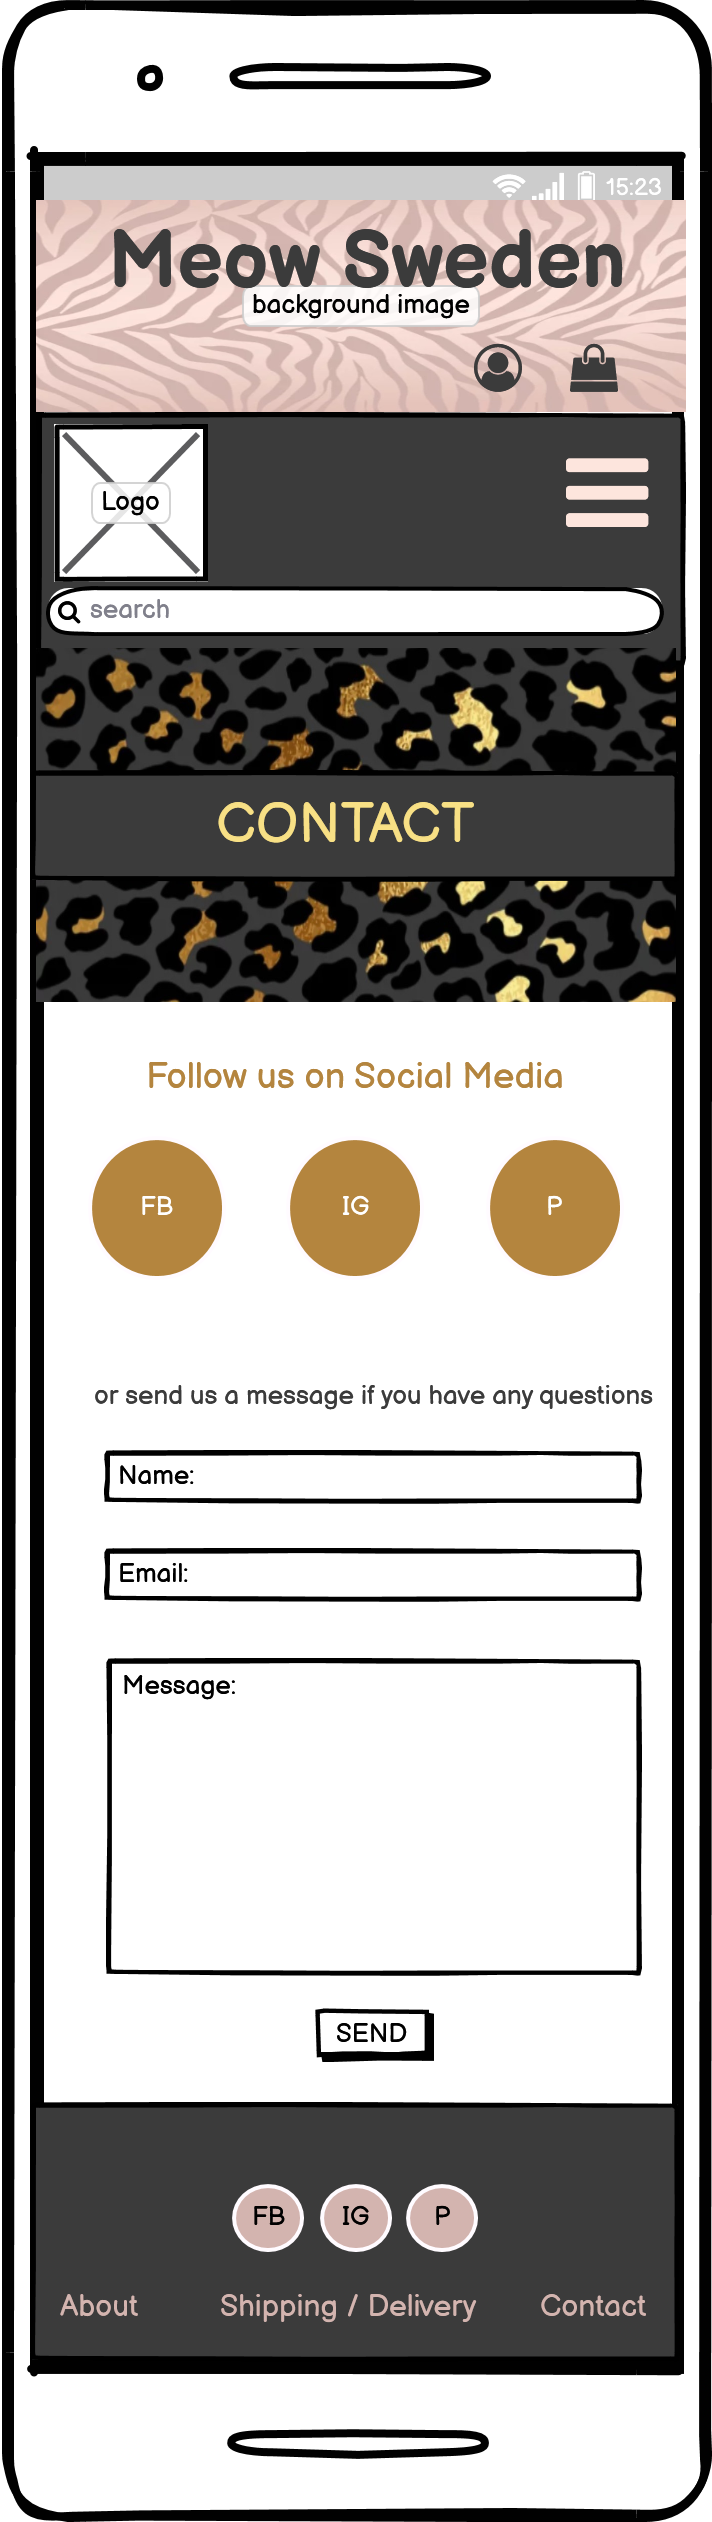 15:23
Meow Sweden
background image
Logo
search
CONTACT
Follow us on Social Media
FB IG P
or send us a message if you have any questions
Name:
Email:
Message:
SEND
FB IG P
About Shipping / Delivery Contact